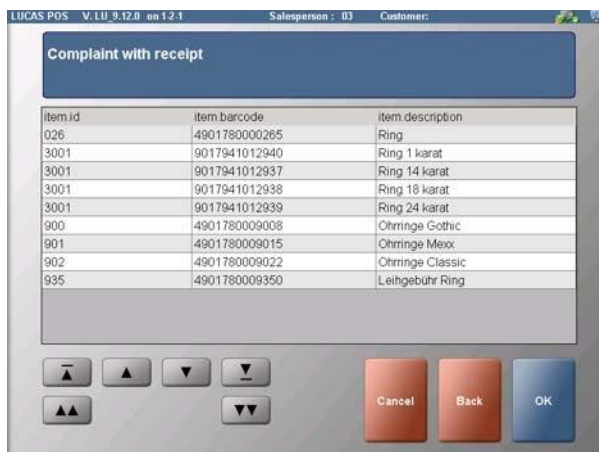 LUCAS POS V. LU_9.12.0 on 1-2-1 Salesperson : 03 Customer:
Complaint with receipt
item.id item.barcode item.description
026 4901780000265 Ring
3001 9017941012940 Ring 1 karat
3001 9017941012937 Ring 14 karat
3001 9017941012938 Ring 18 karat
3001 9017941012939 Ring 24 karat
900 4901780009008 Ohrringe Gothic
901 4901780009015 Ohrringe Mexx
902 4901780009022 Ohrringe Classic
935 4901780009350 Leihgebühr Ring
Cancel Back OK